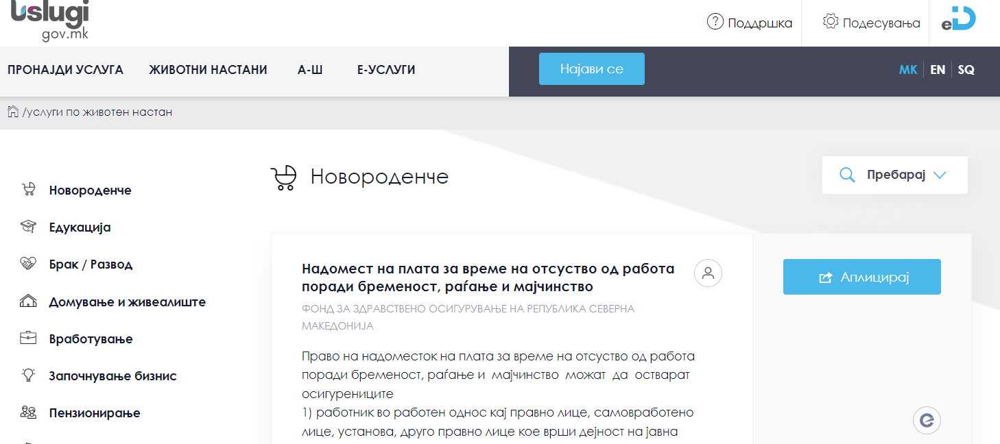 uslugi
gov.mk
Поддршка
Подесувања
eID
ПРОНАЈДИ УСЛУГА
ЖИВОТНИ НАСТАНИ
А-Ш
Е-УСЛУГИ
Најави се
МК
EN
SQ
/услуги по животен настан
Новороденче
Едукација
Брак / Развод
Домување и живеалиште
Вработување
Започнување бизнис
Пензионирање
Новороденче
Пребарај
Надомест на плата за време на отсуство од работа
поради бременост, раѓање и мајчинство
ФОНД ЗА ЗДРАВСТВЕНО ОСИГУРУВАЊЕ НА РЕПУБЛИКА СЕВЕРНА
МАКЕДОНИЈА
Право на надоместок на плата за време на отсуство од работа
поради бременост, раѓање и мајчинство можат да остварат
осигурениците
1) работник во работен однос кај правно лице, самовработено
лице, установа, друго правно лице кое врши дејност на јавна
Аплицирај
e